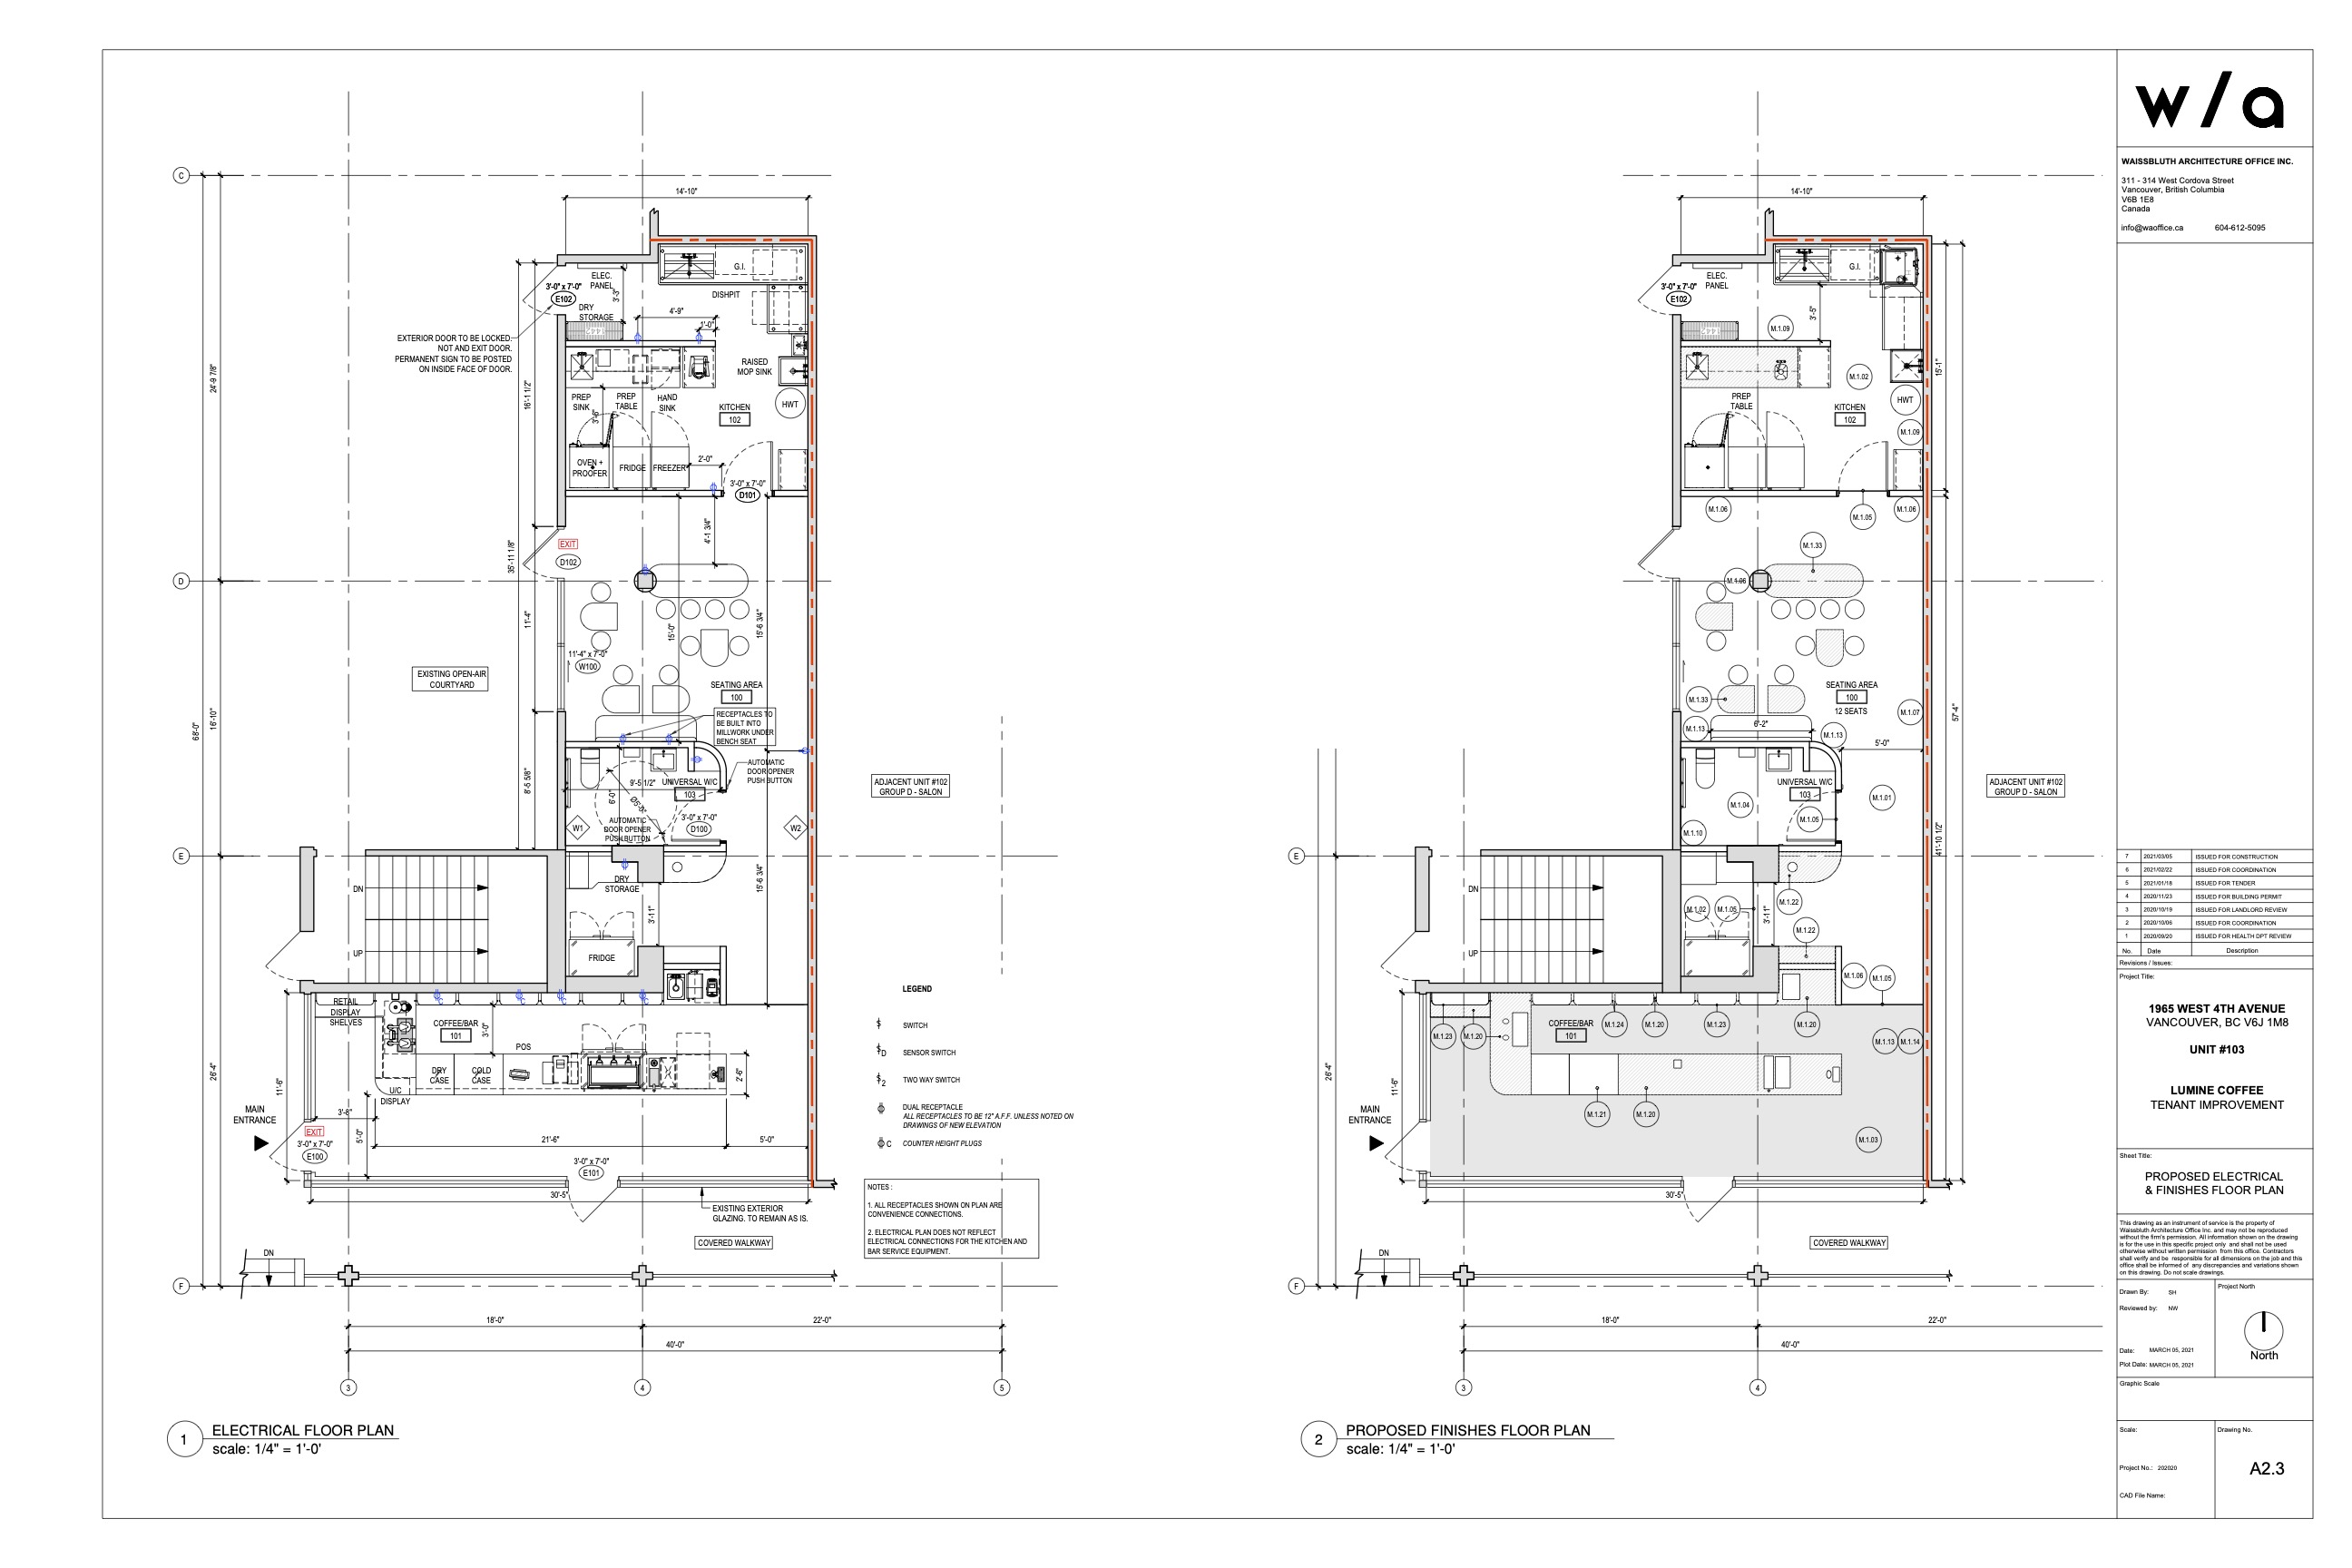 C
14'-10"
ELEC.
PANEL
3'-0" x 7'-0"
E102
DRY
STORAGE
3'-3"
G.I.
DISHPIT
4'-9"
1'-0"
EXTERIOR DOOR TO BE LOCKED.
NOT AND EXIT DOOR.
PERMANENT SIGN TO BE POSTED
ON INSIDE FACE OF DOOR.
RAISED
MOP SINK
24'-9 7/8"
16'-1 1/2"
PREP
SINK
PREP
TABLE
HAND
SINK
KITCHEN
102
HWT
3'-5"
OVEN +
PROOFER
FRIDGE
FREEZER
2'-0"
3'-0" x 7'-0"
D101
4'-1 3/4"
35'-11 1/8"
EXIT
D102
D
11'-4"
15'-0"
15'-6 3/4"
11'-4" x 7'-0"
W100
EXISTING OPEN-AIR
COURTYARD
SEATING AREA
100
68'-0"
16'-10"
RECEPTACLES TO
BE BUILT INTO
MILLWORK UNDER
BENCH SEAT
8'-5 5/8"
AUTOMATIC
DOOR OPENER
PUSH BUTTON
9'-5 1/2"
UNIVERSAL W/C
103
6'-0"
Ø5'-0"
ADJACENT UNIT #102
GROUP D - SALON
AUTOMATIC
DOOR OPENER
PUSH BUTTON
3'-0" x 7'-0"
D100
W1
W2
E
DRY
STORAGE
DN
UP
3'-11"
15'-6 3/4"
FRIDGE
RETAIL
DISPLAY
SHELVES
COFFEE/BAR
101
3'-0"
POS
26'-4"
11'-6"
DRY
CASE
COLD
CASE
U/C
DISPLAY
2'-6"
MAIN
ENTRANCE
3'-8"
EXIT
3'-0" x 7'-0"
E100
5'-0"
21'-6"
5'-0"
3'-0" x 7'-0"
E101
30'-5"
EXISTING EXTERIOR
GLAZING. TO REMAIN AS IS.
COVERED WALKWAY
DN
F
18'-0"
22'-0"
40'-0"
3
4
5
LEGEND
$ SWITCH
$D SENSOR SWITCH
$2 TWO WAY SWITCH
DUAL RECEPTACLE
ALL RECEPTACLES TO BE 12" A.F.F. UNLESS NOTED ON
DRAWINGS OF NEW ELEVATION
C COUNTER HEIGHT PLUGS
NOTES :
1. ALL RECEPTACLES SHOWN ON PLAN ARE
CONVENIENCE CONNECTIONS.
2. ELECTRICAL PLAN DOES NOT REFLECT
ELECTRICAL CONNECTIONS FOR THE KITCHEN AND
BAR SERVICE EQUIPMENT.
1
ELECTRICAL FLOOR PLAN
scale: 1/4" = 1'-0'
14'-10"
ELEC.
PANEL
3'-0" x 7'-0"
E102
G.I.
3'-5"
M.1.09
M.1.02
15'-1"
PREP
TABLE
KITCHEN
102
HWT
M.1.09
M.1.06
M.1.05
M.1.06
M.1.33
M.1.06
M.1.33
SEATING AREA
100
12 SEATS
M.1.07
57'-4"
M.1.13
6'-2"
M.1.13
5'-0"
UNIVERSAL W/C
103
M.1.04
M.1.05
M.1.10
M.1.01
ADJACENT UNIT #102
GROUP D - SALON
41'-10 1/2"
E
DN
UP
M.1.02
M.1.05
3'-11"
M.1.22
M.1.22
M.1.06
M.1.05
COFFEE/BAR
101
M.1.23
M.1.20
M.1.24
M.1.20
M.1.23
M.1.20
M.1.13
M.1.14
26'-4"
11'-6"
M.1.21
M.1.20
MAIN
ENTRANCE
M.1.03
30'-5"
COVERED WALKWAY
DN
F
18'-0"
22'-0"
40'-0"
3
4
2
PROPOSED FINISHES FLOOR PLAN
scale: 1/4" = 1'-0'
w/a
WAISSBLUTH ARCHITECTURE OFFICE INC.
311 - 314 West Cordova Street
Vancouver, British Columbia
V6B 1E8
Canada
info@waoffice.ca 604-612-5095
7 2021/03/05 ISSUED FOR CONSTRUCTION
6 2021/02/22 ISSUED FOR COORDINATION
5 2021/01/18 ISSUED FOR TENDER
4 2020/11/23 ISSUED FOR BUILDING PERMIT
3 2020/10/19 ISSUED FOR LANDLORD REVIEW
2 2020/10/06 ISSUED FOR COORDINATION
1 2020/09/20 ISSUED FOR HEALTH DPT REVIEW
No. Date Description
Revisions / Issues:
Project Title:
1965 WEST 4TH AVENUE
VANCOUVER, BC V6J 1M8
UNIT #103
LUMINE COFFEE
TENANT IMPROVEMENT
Sheet Title:
PROPOSED ELECTRICAL
& FINISHES FLOOR PLAN
This drawing as an instrument of service is the property of
Waissbluth Architecture Office Inc. and may not be reproduced
without the firm's permission. All information shown on the drawing
is for the use in this specific project only and shall not be used
otherwise without written permission from this office. Contractors
shall verify and be responsible for all dimensions on the job and this
office shall be informed of any discrepancies and variations shown
on this drawing. Do not scale drawings.
Drawn By: SH
Reviewed by: NW
Project North
North
Date: MARCH 05, 2021
Plot Date: MARCH 05, 2021
Graphic Scale
Scale:
Drawing No.
Project No.: 202020
A2.3
CAD File Name: